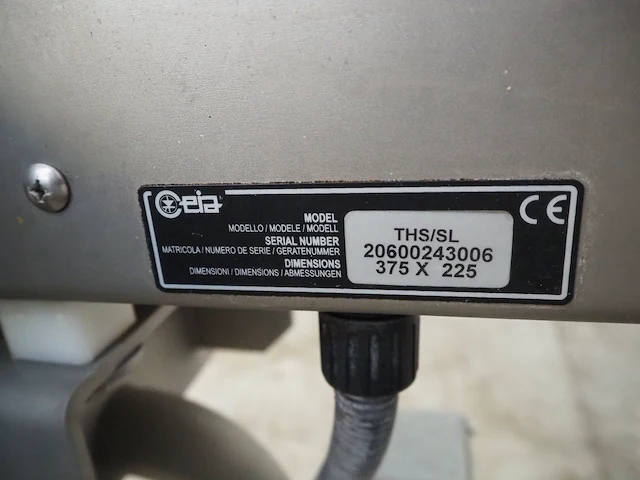 ceia
CE
MODEL
MODELLO / MODELE / MODELL
THS/SL
SERIAL NUMBER
MATRICOLA / NUMERO DE SERIE / GERATENUMMER
20600243006
DIMENSIONS
DIMENSIONI / DIMENSIONS / ABMESSUNGEN
375 X 225